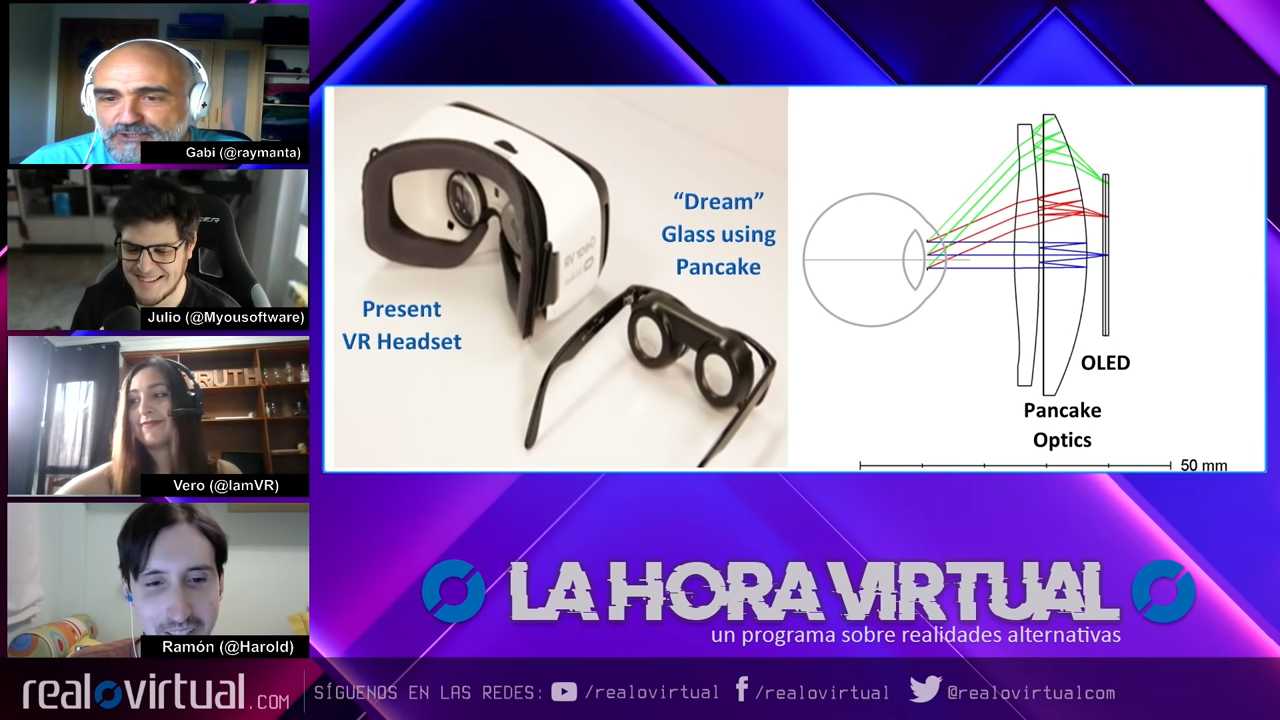 Gabi (@raymanta)
Julio (@Myousoftware)
RUTH
Vero (@IamVR)
Ramón (@Harold)
“Dream”
Glass using
Pancake
Present
VR Headset
OLED
Pancake
Optics
50 mm
LA HORA VIRTUAL
un programa sobre realidades alternativas
realovirtual.COM
SÍGUENOS EN LAS REDES: /realovirtual /realovirtual @realovirtualcom